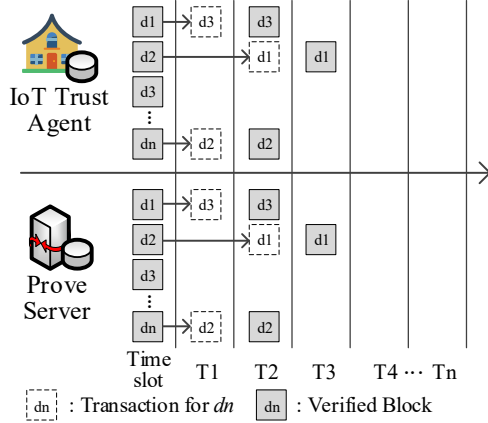 d1 d3 d3
d2 d1 d1
d3
⋮
dn d2 d2
IoT Trust
Agent
d1 d3 d3
d2 d1 d1
d3
⋮
dn d2 d2
Prove
Server
Time
slot
T1 T2 T3 T4 ··· Tn
dn : Transaction for dn
dn : Verified Block